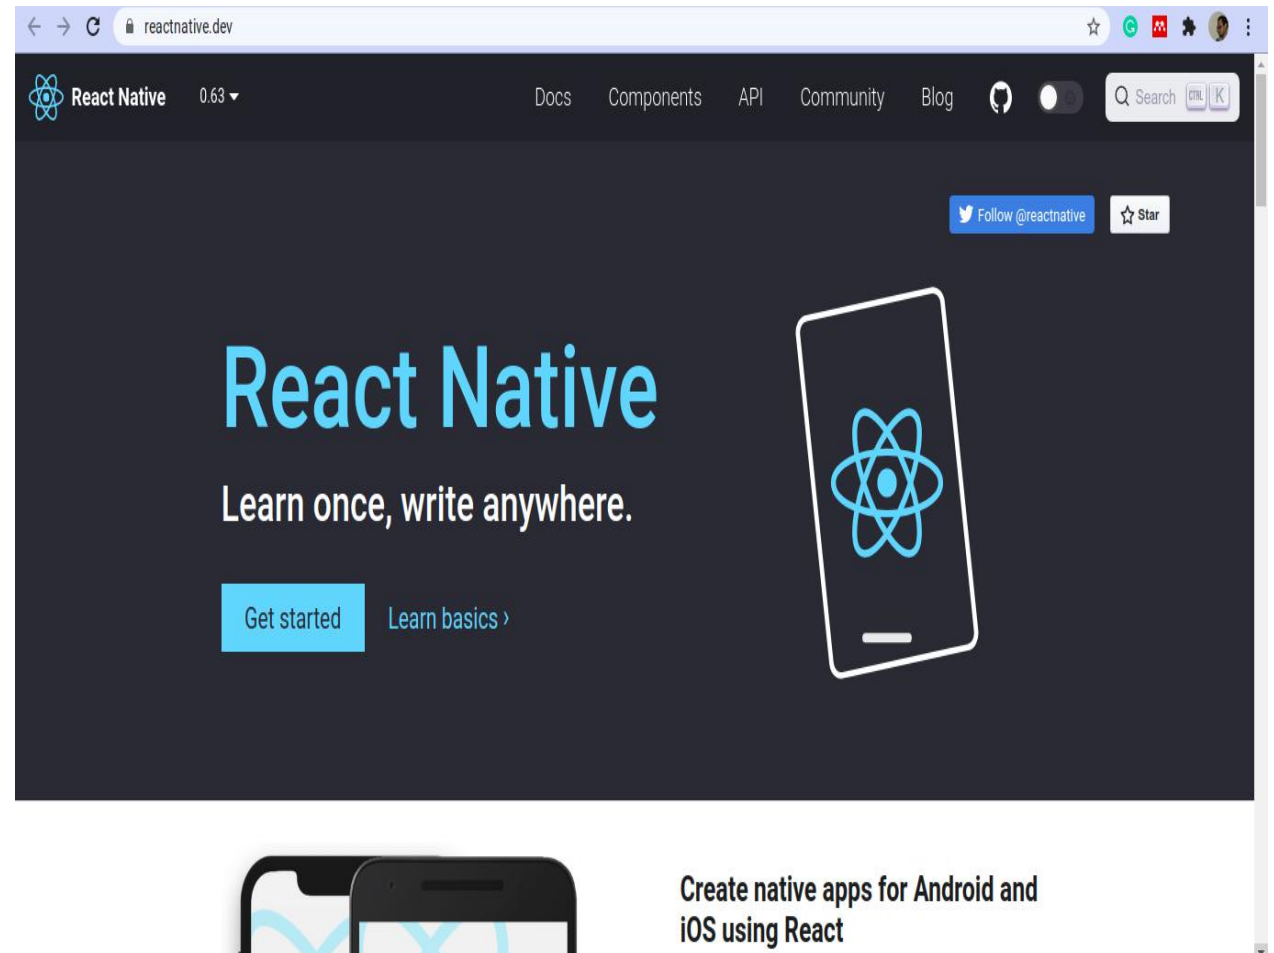 reactnative.dev
React Native 0.63 Docs Components API Community Blog Search CTRL K
Follow @reactnative Star
React Native
Learn once, write anywhere.
Get started Learn basics ›
Create native apps for Android and
iOS using React